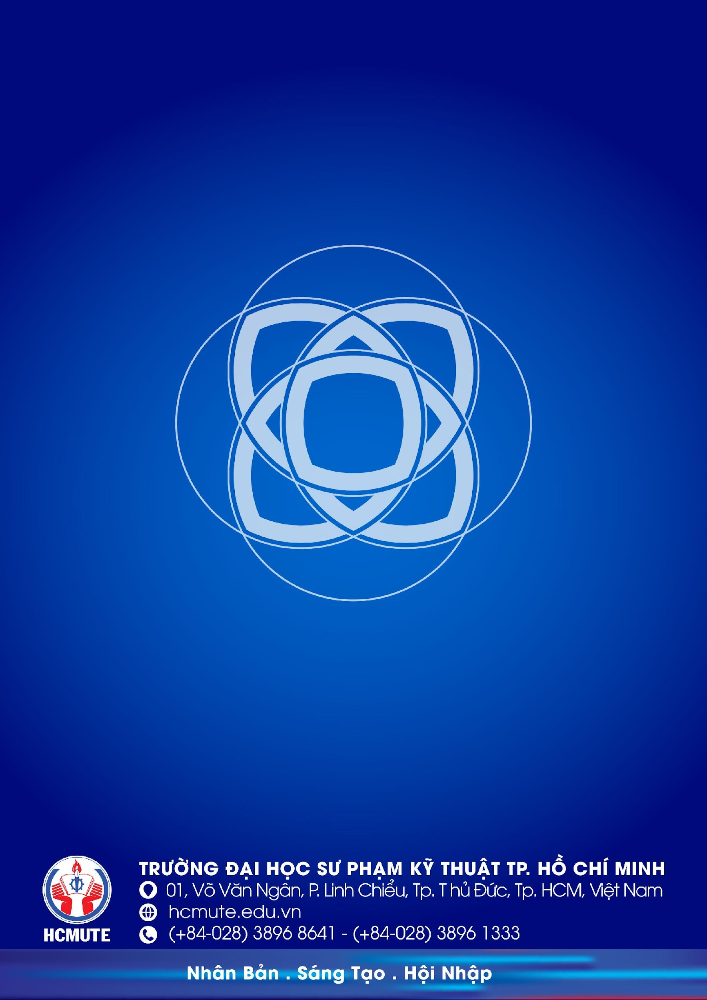 TRƯỜNG ĐẠI HỌC SƯ PHẠM KỸ THUẬT TP. HỒ CHÍ MINH
01, Võ Văn Ngân, P. Linh Chiểu, Tp. Thủ Đức, Tp. HCM, Việt Nam
hcmute.edu.vn
HCMUTE
(+84-028) 3896 8641 - (+84-028) 3896 1333
Nhân Bản . Sáng Tạo . Hội Nhập